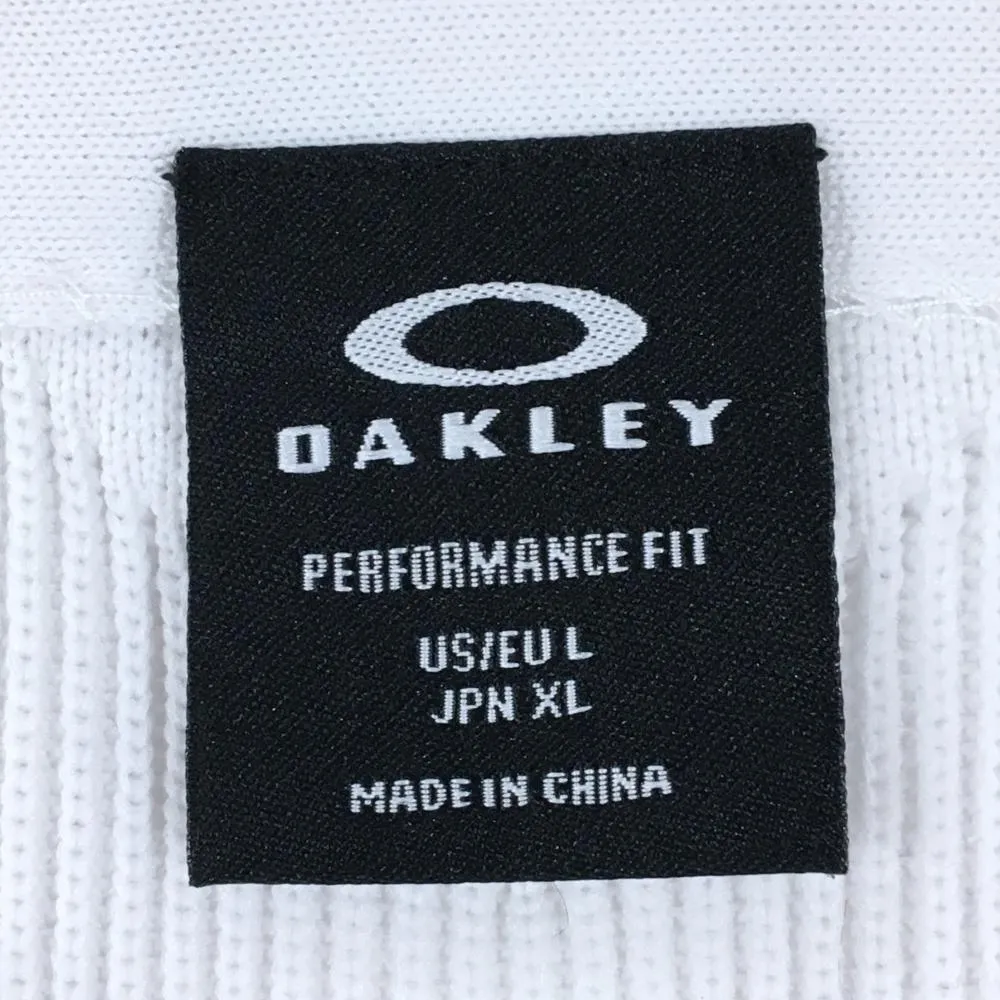 OAKLEY
PERFORMANCE FIT
US/EU L
JPN XL
MADE IN CHINA